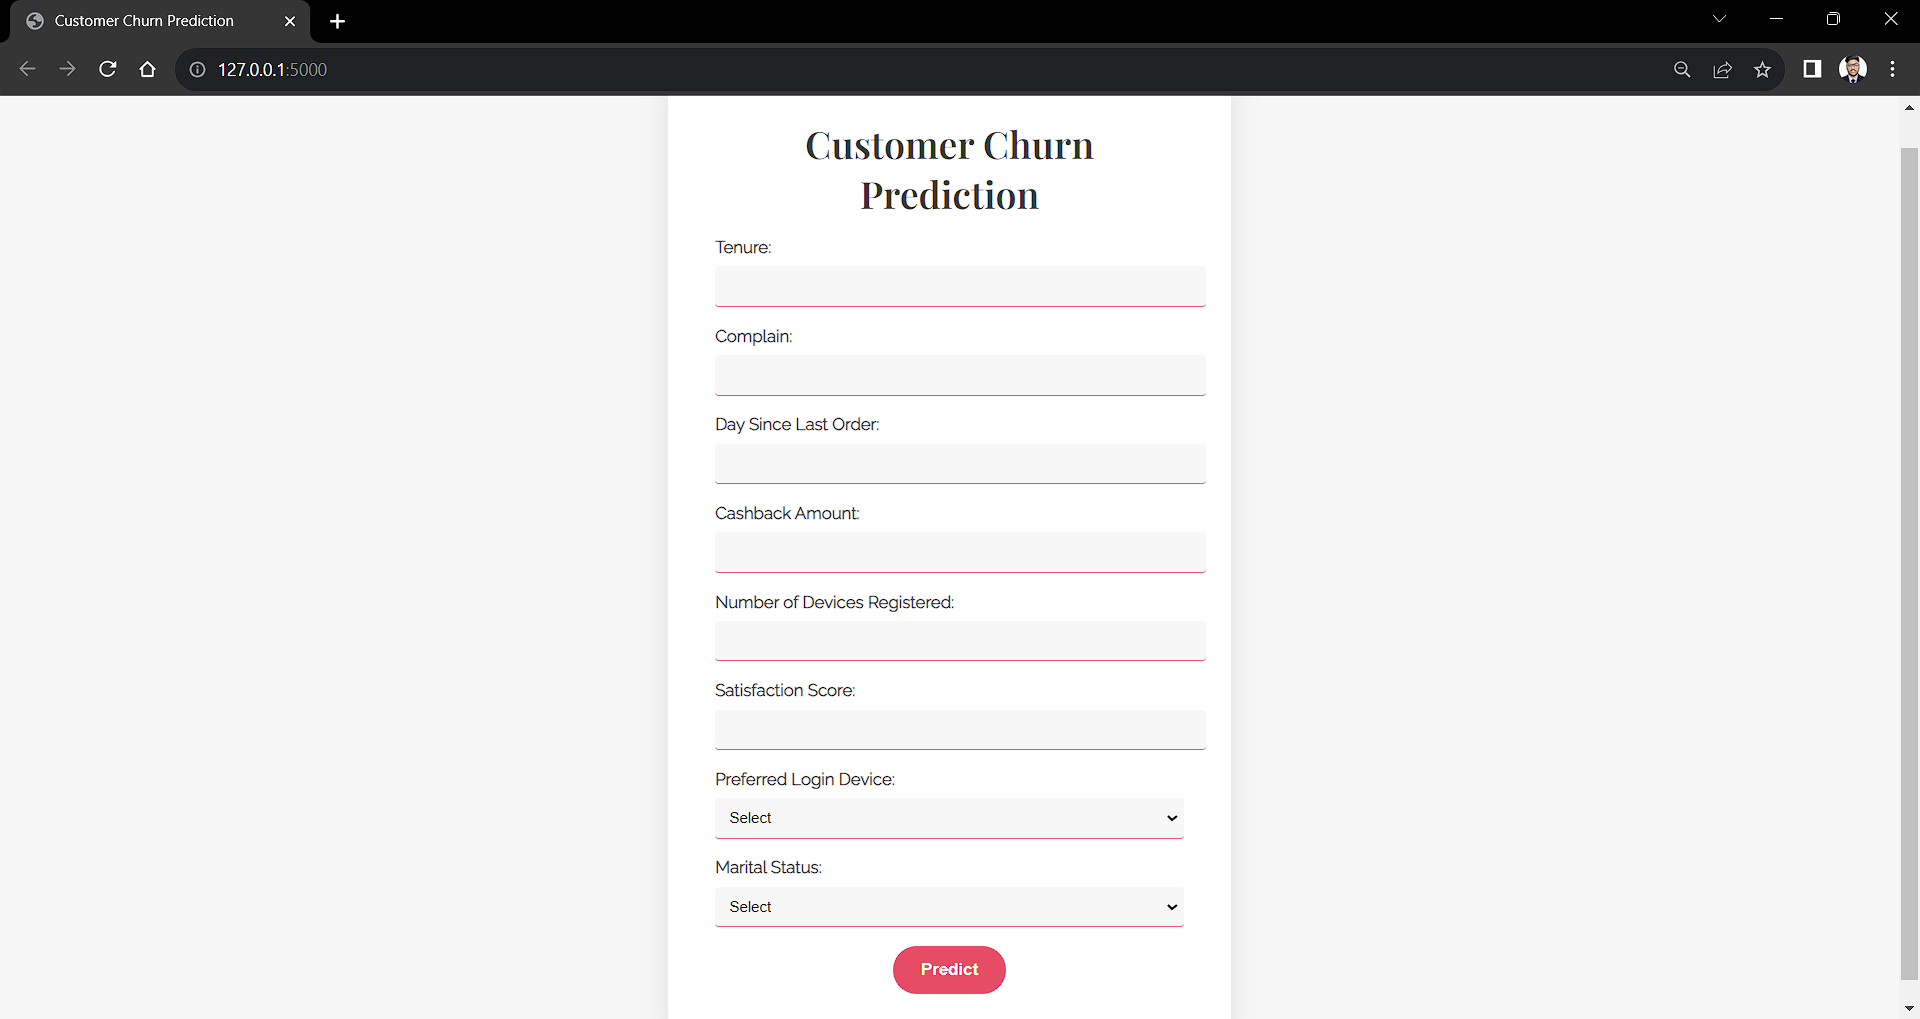 Customer Churn Prediction
127.0.0.1:5000
Customer Churn
Prediction
Tenure:
Complain:
Day Since Last Order:
Cashback Amount:
Number of Devices Registered:
Satisfaction Score:
Preferred Login Device:
Select
Marital Status:
Select
Predict